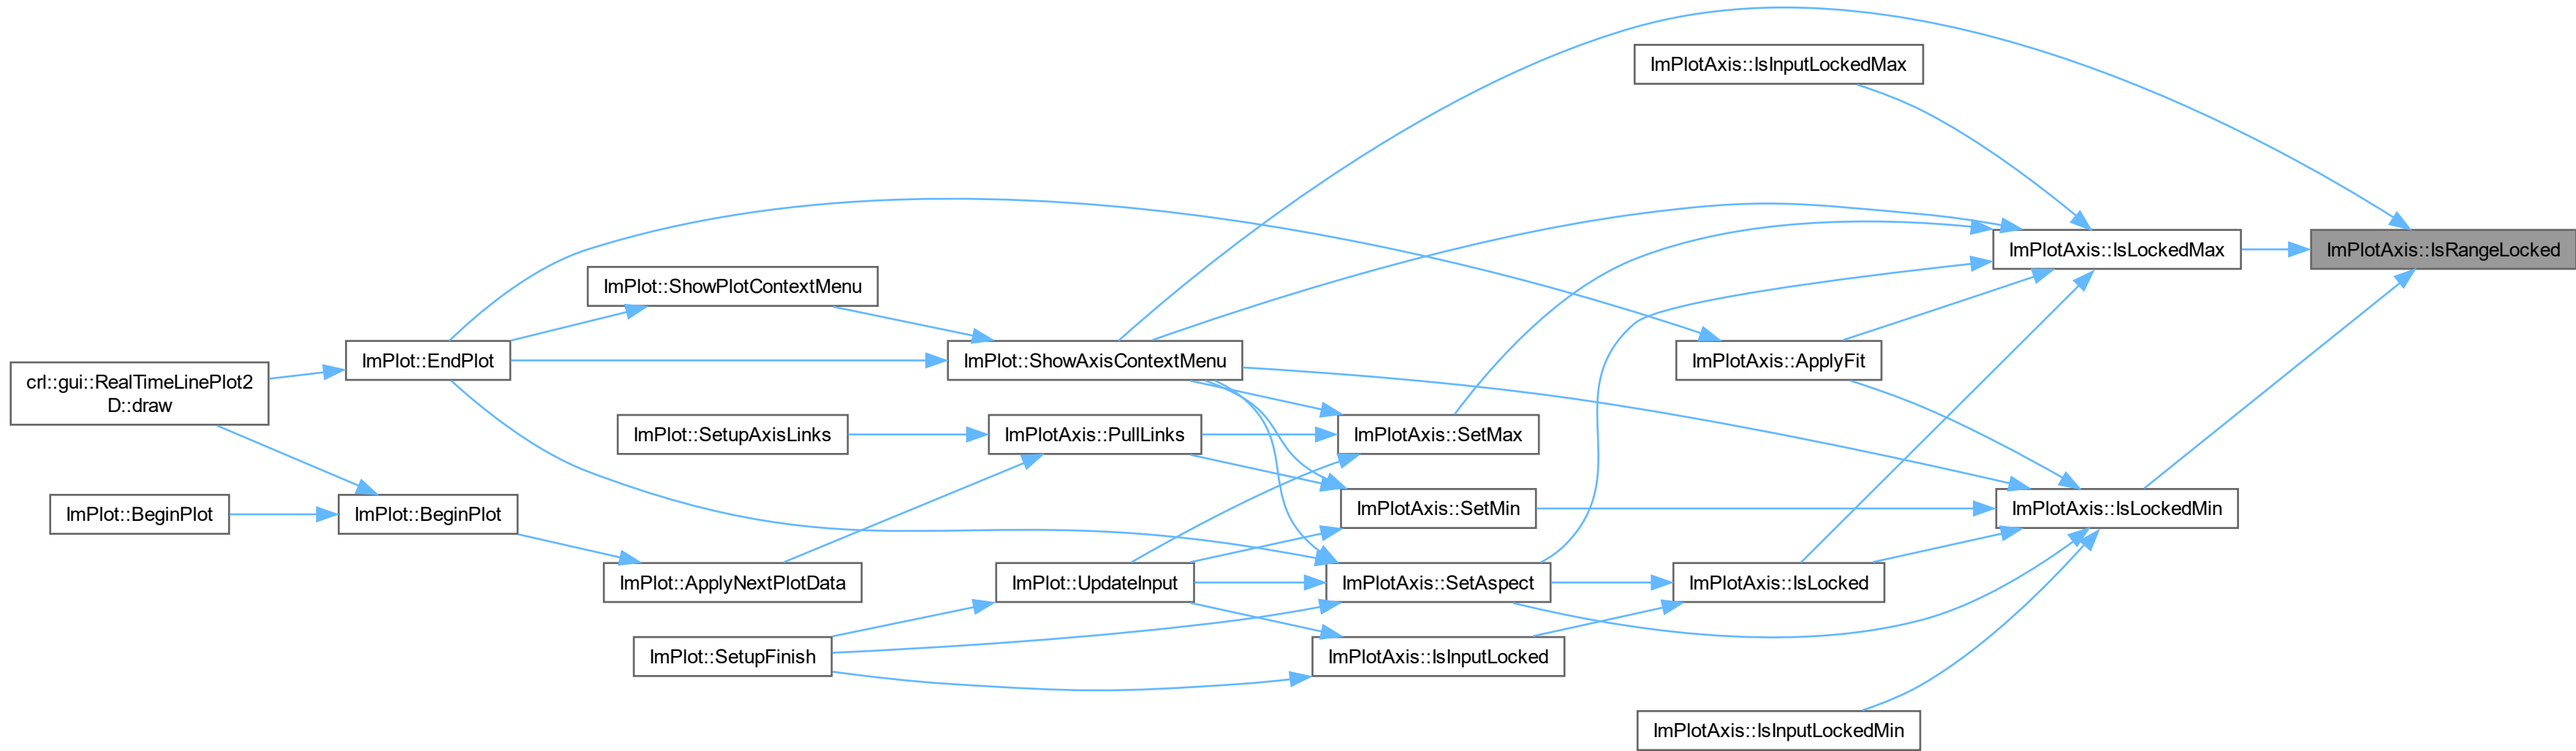 ImPlotAxis::IsInputLockedMax
ImPlotAxis::IsLockedMax
ImPlotAxis::IsRangeLocked
ImPlot::ShowPlotContextMenu
ImPlot::EndPlot
ImPlot::ShowAxisContextMenu
ImPlotAxis::ApplyFit
crl::gui::RealTimeLinePlot2
D::draw
ImPlot::SetupAxisLinks
ImPlotAxis::PullLinks
ImPlotAxis::SetMax
ImPlot::BeginPlot
ImPlot::BeginPlot
ImPlotAxis::SetMin
ImPlotAxis::IsLockedMin
ImPlot::ApplyNextPlotData
ImPlot::UpdateInput
ImPlotAxis::SetAspect
ImPlotAxis::IsLocked
ImPlot::SetupFinish
ImPlotAxis::IsInputLocked
ImPlotAxis::IsInputLockedMin